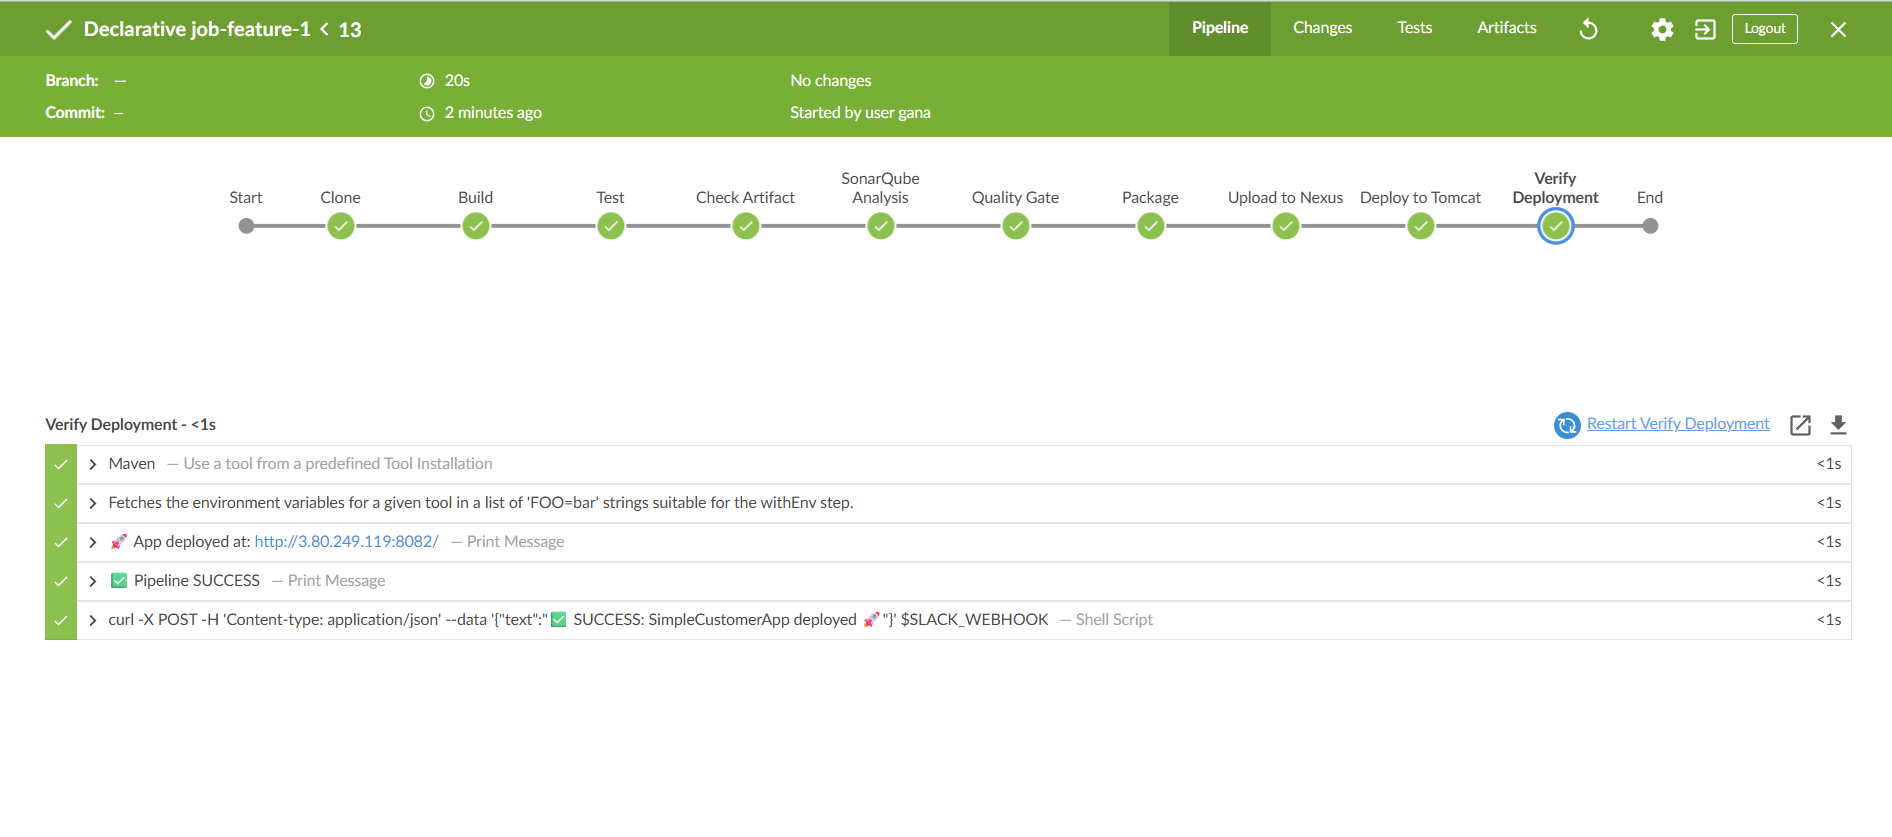 Declarative job-feature-1 < 13
Pipeline
Changes
Tests
Artifacts
Logout
Branch: —
20s
No changes
Commit: —
2 minutes ago
Started by user gana
Start
Clone
Build
Test
Check Artifact
SonarQube
Analysis
Quality Gate
Package
Upload to Nexus
Deploy to Tomcat
Verify
Deployment
End
Verify Deployment - <1s
Restart Verify Deployment
Maven — Use a tool from a predefined Tool Installation <1s
Fetches the environment variables for a given tool in a list of 'FOO=bar' strings suitable for the withEnv step. <1s
🚀 App deployed at: http://3.80.249.119:8082/ — Print Message <1s
✅ Pipeline SUCCESS — Print Message <1s
curl -X POST -H 'Content-type: application/json' --data '{"text":"✅ SUCCESS: SimpleCustomerApp deployed 🚀"}' $SLACK_WEBHOOK — Shell Script <1s